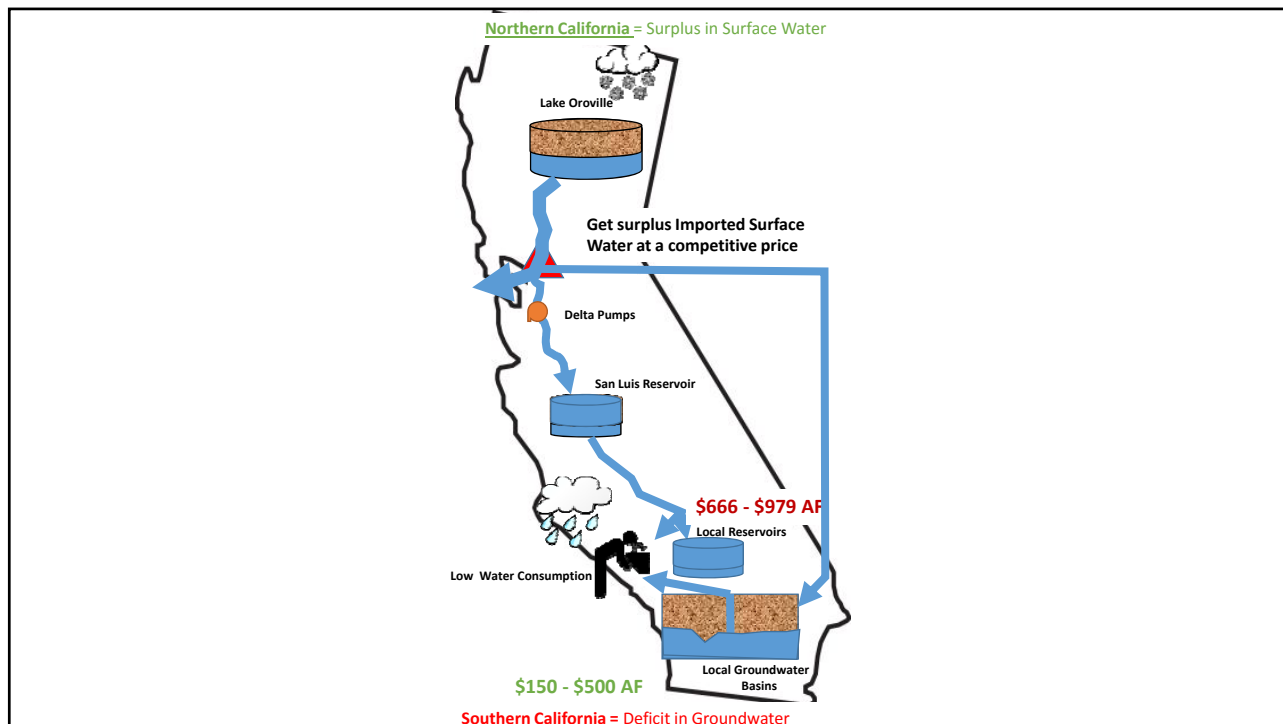 Northern California = Surplus in Surface Water
Lake Oroville
Get surplus Imported Surface
Water at a competitive price
Delta Pumps
San Luis Reservoir
$666 - $979 AF
Local Reservoirs
Low Water Consumption
Local Groundwater
Basins
$150 - $500 AF
Southern California = Deficit in Groundwater